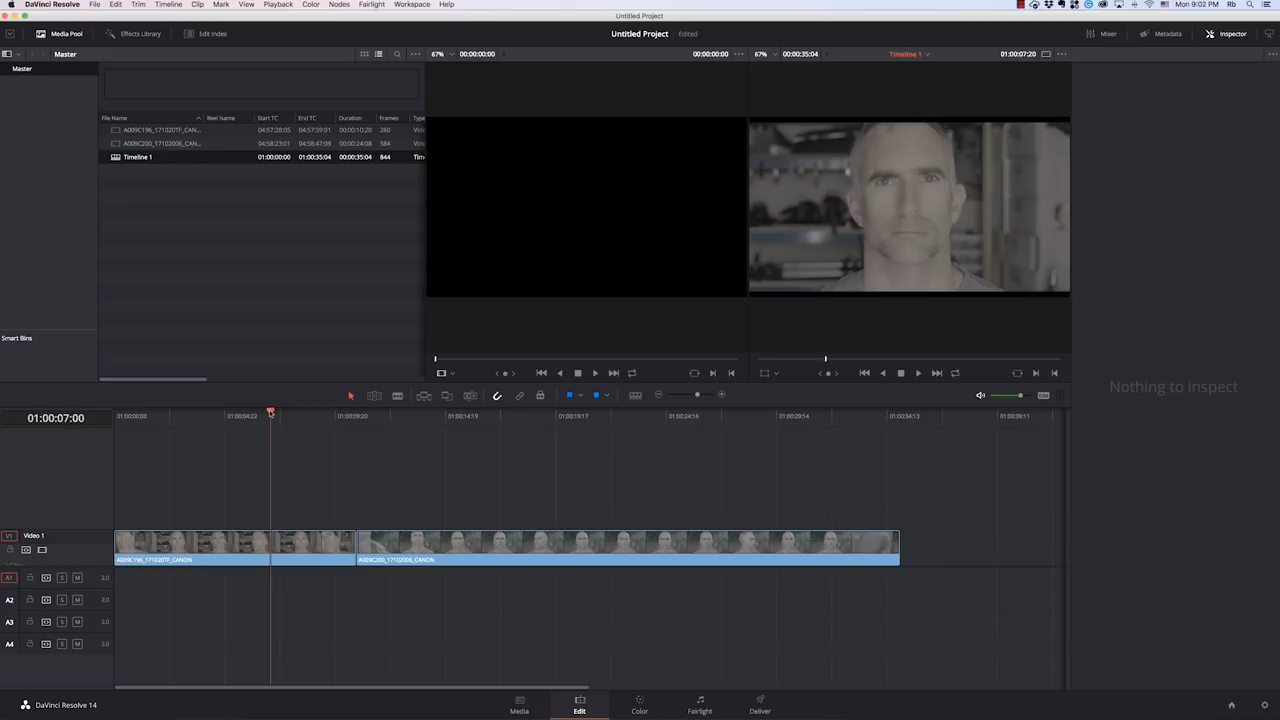 DaVinci Resolve File Edit Trim Timeline Clip Mark View Playback Color Nodes Fairlight Workspace Help Mon 9:02 PM Rb
Untitled Project
Media Pool Effects Library Edit Index Untitled Project Edited Mixer Metadata Inspector
Master 67% 00:00:00:00 00:00:00:00 67% 00:00:35:04 Timeline 1 01:00:07:20
Master
File Name Reel Name Start TC End TC Duration Frames Type
A009C196_171020TF_CAN... 04:57:28:05 04:57:39:01 00:00:10:20 260 Vide
A009C200_17102006_CAN... 04:58:23:01 04:58:47:09 00:00:24:08 584 Vide
Timeline 1 01:00:00:00 01:00:35:04 00:00:35:04 844 Time
Smart Bins
Nothing to inspect
01:00:07:00 01:00:00:00 01:00:04:22 01:00:09:20 01:00:14:19 01:00:19:17 01:00:24:16 01:00:29:14 01:00:34:13 01:00:39:11
V1 Video 1
A009C196_171020TF_CANON A009C200_17102006_CANON
A1 S M 2.0
A2 S M 2.0
A3 S M 2.0
A4 S M 2.0
DaVinci Resolve 14 Media Edit Color Fairlight Deliver